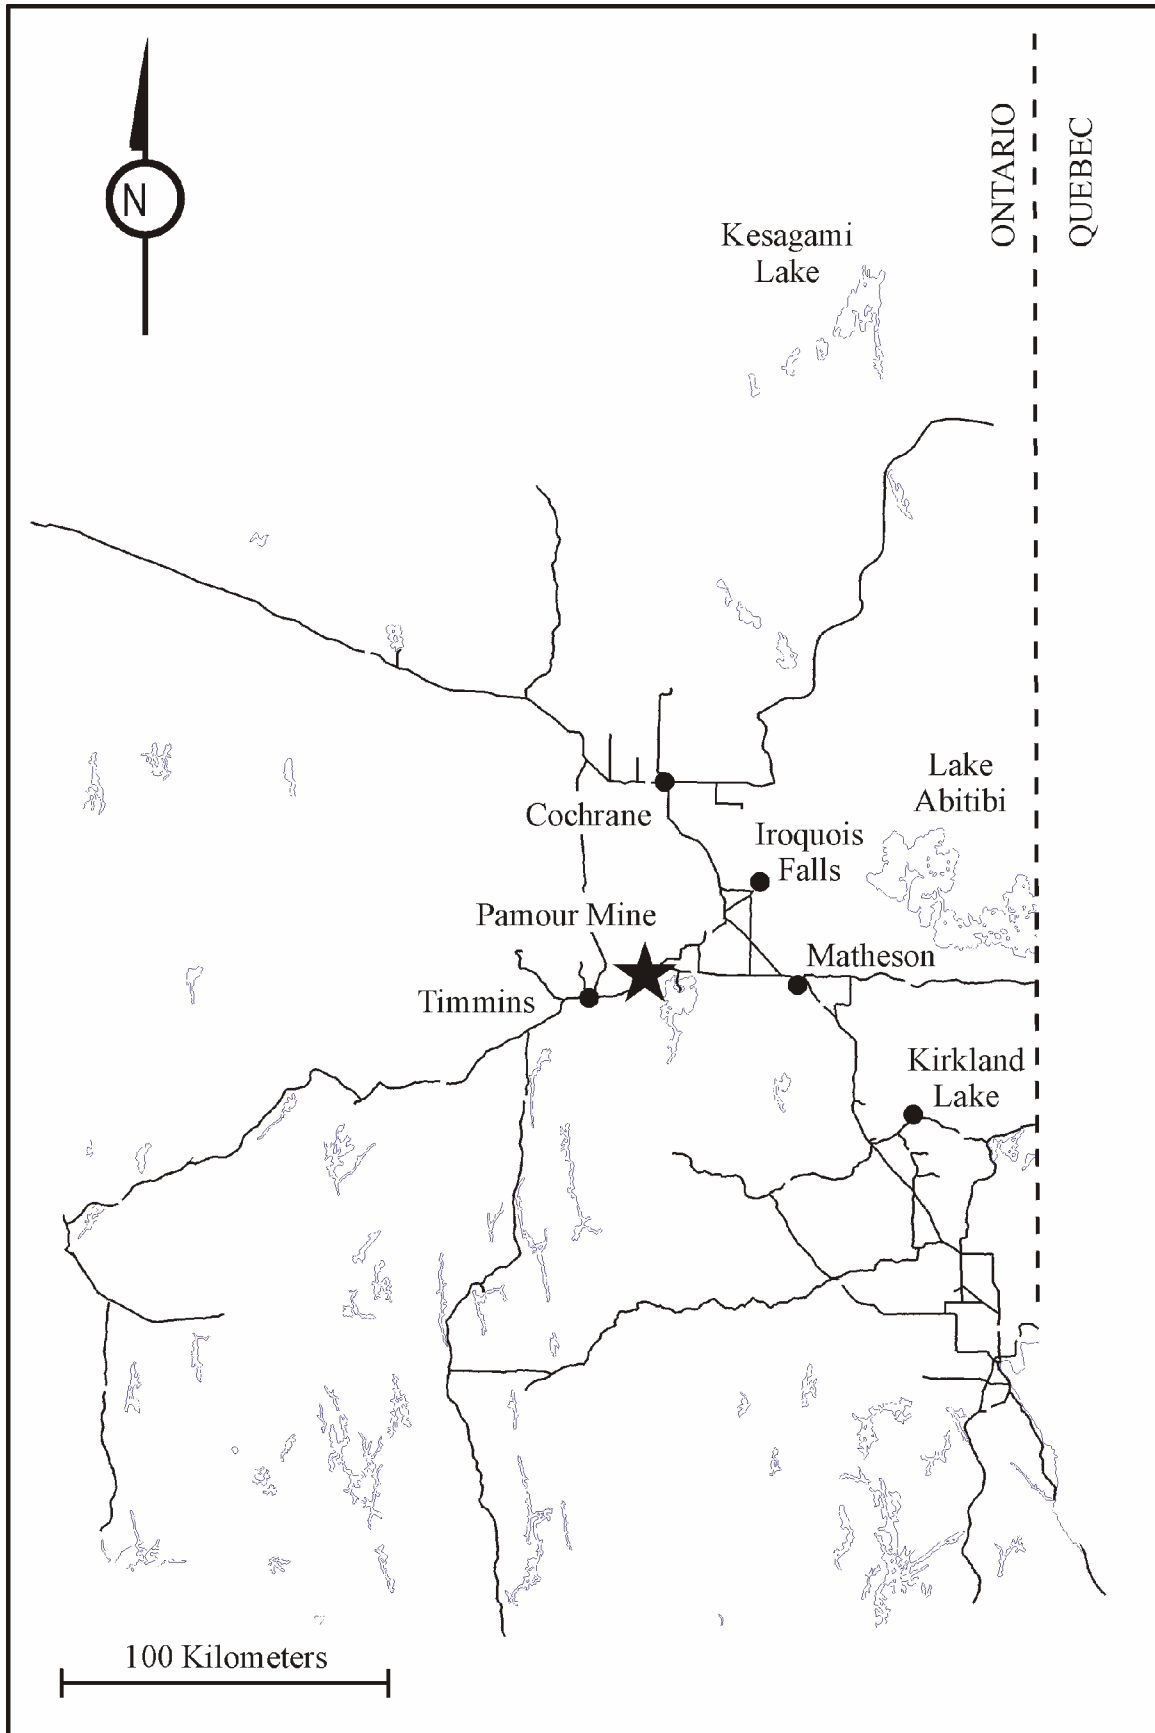 N
ONTARIO
QUEBEC
Kesagami
Lake
Lake
Abitibi
Cochrane
Iroquois
Falls
Pamour Mine
Matheson
Timmins
Kirkland
Lake
100 Kilometers